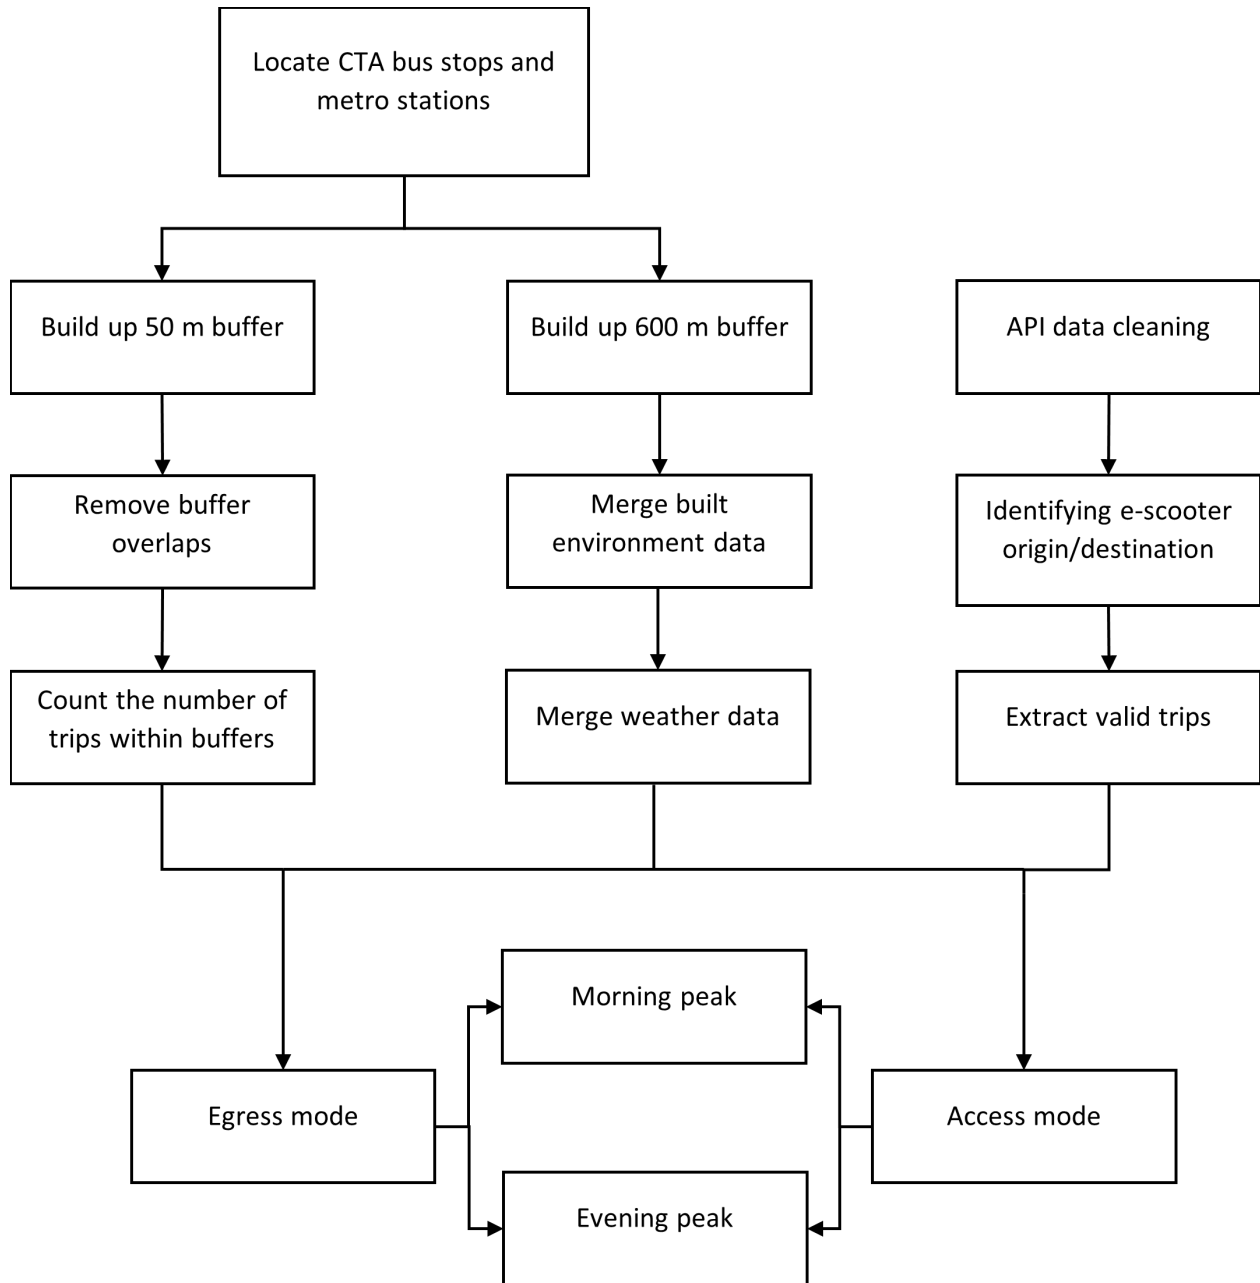 Locate CTA bus stops and
metro stations
Build up 50 m buffer
Build up 600 m buffer
API data cleaning
Remove buffer
overlaps
Merge built
environment data
Identifying e-scooter
origin/destination
Count the number of
trips within buffers
Merge weather data
Extract valid trips
Morning peak
Egress mode
Access mode
Evening peak